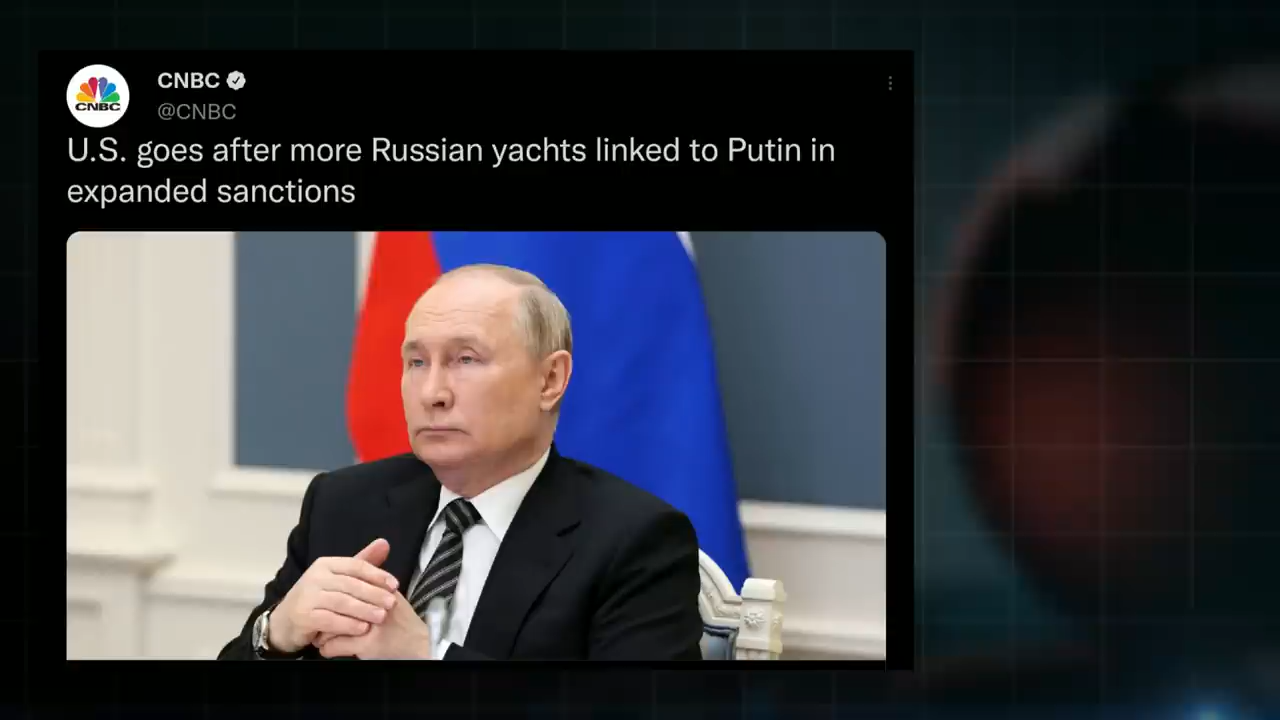 CNBC
CNBC
@CNBC
U.S. goes after more Russian yachts linked to Putin in
expanded sanctions